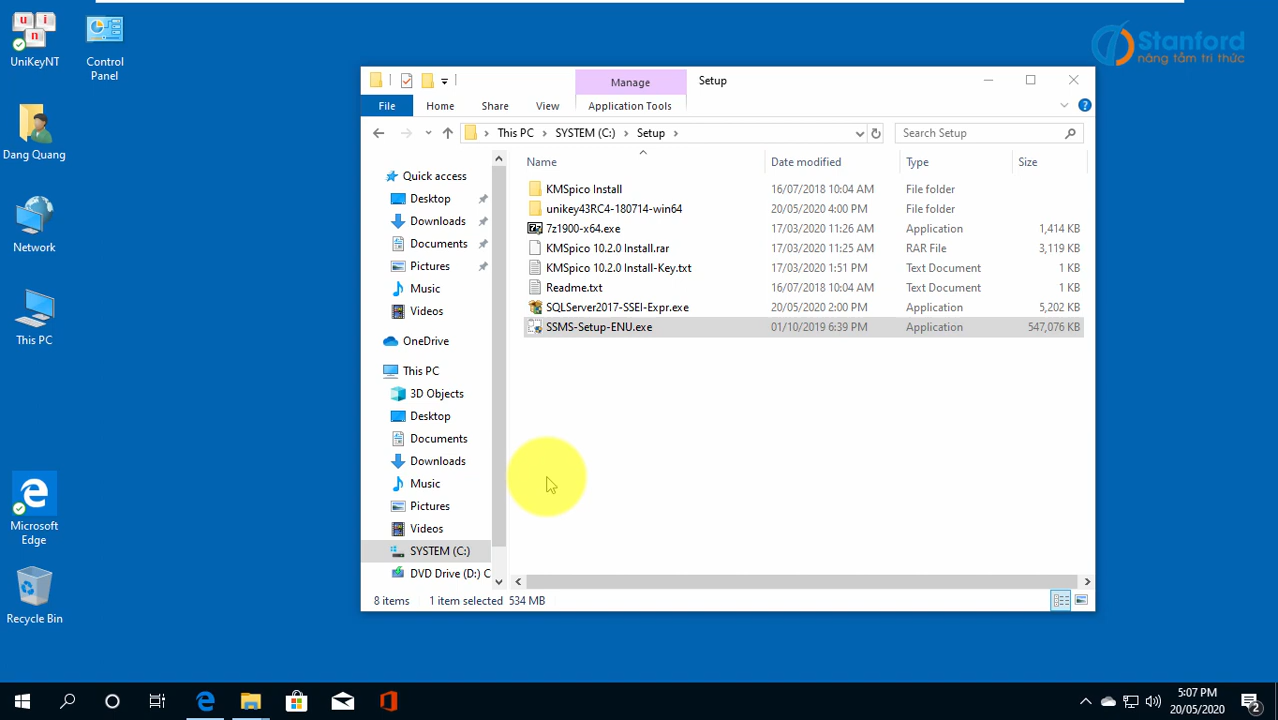 UniKeyNT
Control
Panel
Dang Quang
Network
This PC
Microsoft
Edge
Recycle Bin
Stanford
nâng tầm tri thức
Manage
Setup
File
Home
Share
View
Application Tools
This PC
SYSTEM (C:)
Setup
Search Setup
Name
Date modified
Type
Size
Quick access
Desktop
Downloads
Documents
Pictures
Music
Videos
OneDrive
This PC
3D Objects
Desktop
Documents
Downloads
Music
Pictures
Videos
SYSTEM (C:)
DVD Drive (D:) C
KMSpico Install 16/07/2018 10:04 AM File folder
unikey43RC4-180714-win64 20/05/2020 4:00 PM File folder
7z1900-x64.exe 17/03/2020 11:26 AM Application 1,414 KB
KMSpico 10.2.0 Install.rar 17/03/2020 11:25 AM RAR File 3,119 KB
KMSpico 10.2.0 Install-Key.txt 17/03/2020 1:51 PM Text Document 1 KB
Readme.txt 16/07/2018 10:04 AM Text Document 1 KB
SQLServer2017-SSEI-Expr.exe 20/05/2020 2:00 PM Application 5,202 KB
SSMS-Setup-ENU.exe 01/10/2019 6:39 PM Application 547,076 KB
8 items 1 item selected 534 MB
5:07 PM
20/05/2020
2